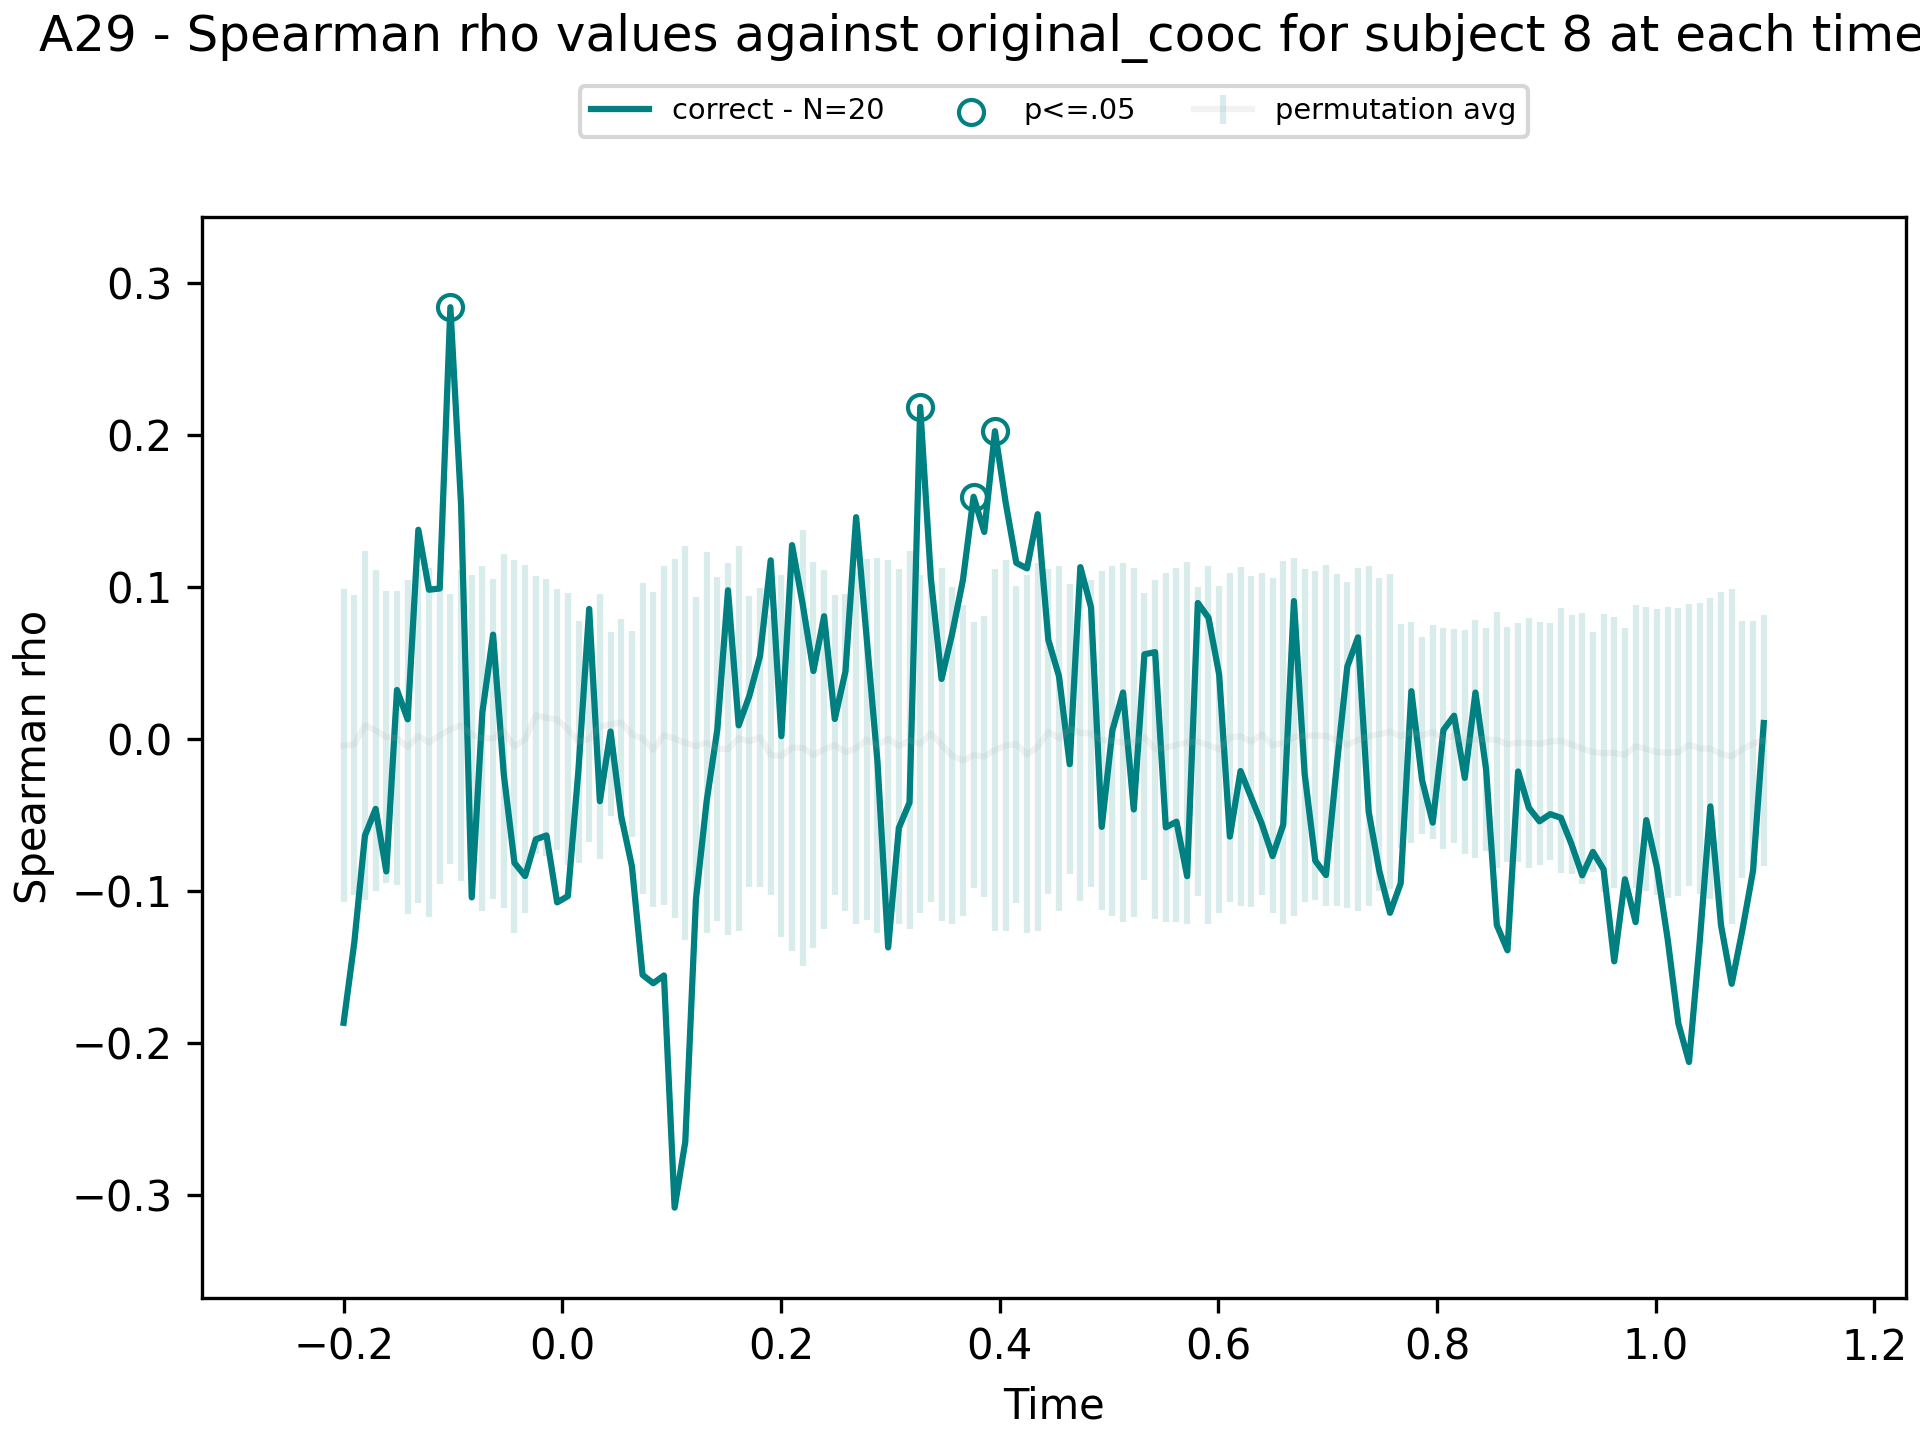 A29 - Spearman rho values against original_cooc for subject 8 at each time
correct - N=20 p<=.05 permutation avg
0.3
0.2
0.1
0.0
−0.1
−0.2
−0.3
Spearman rho
−0.2 0.0 0.2 0.4 0.6 0.8 1.0 1.2
Time